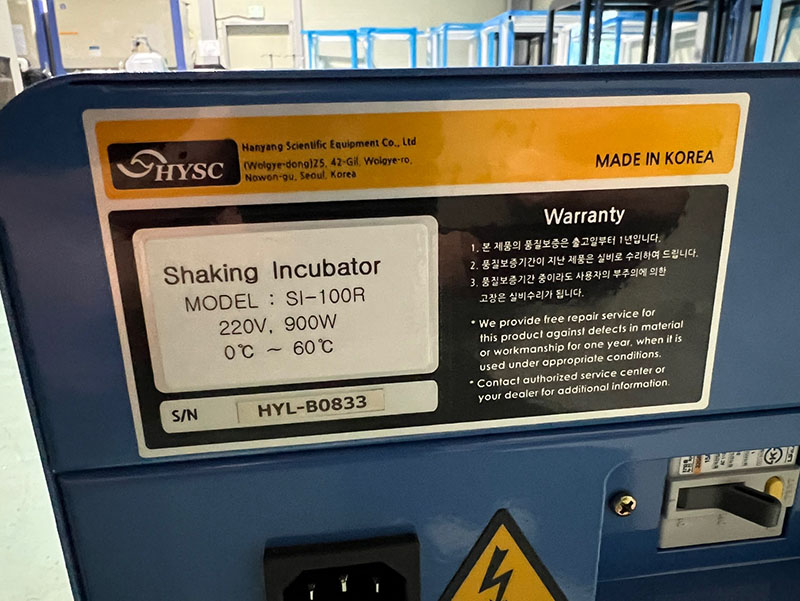 HYSC
Hanyang Scientific Equipment Co., Ltd
(Wolgye-dong)25, 42-Gil, Wolgye-ro,
Nowon-gu, Seoul, Korea
MADE IN KOREA
Shaking Incubator
MODEL : SI-100R
220V, 900W
0℃ ~ 60℃
S/N
HYL-B0833
Warranty
1. 본 제품의 품질보증은 출고일부터 1년입니다.
2. 품질보증기간이 지난 제품은 실비로 수리하여 드립니다.
3. 품질보증기간 중이라도 사용자의 부주의에 의한
고장은 실비수리가 됩니다.
* We provide free repair service for
this product against defects in material
or workmanship for one year, when it is
used under appropriate conditions.
* Contact authorized service center or
your dealer for additional information.